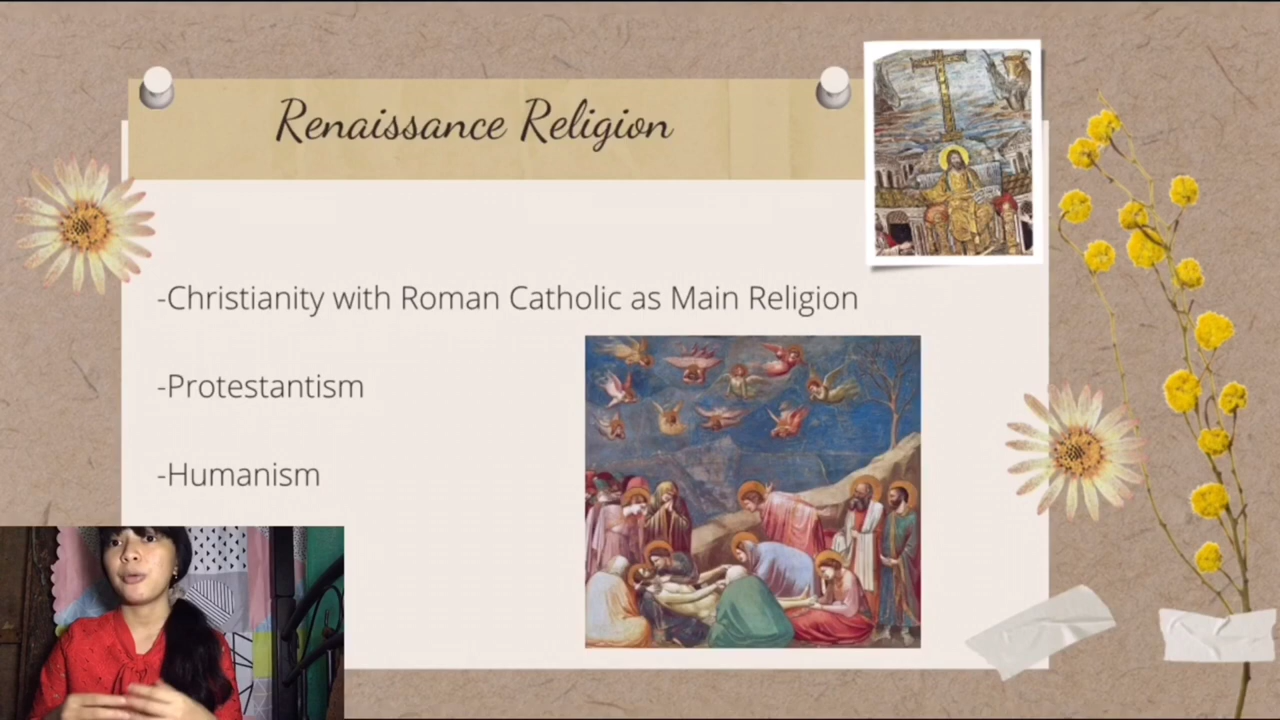 Renaissance Religion
-Christianity with Roman Catholic as Main Religion
-Protestantism
-Humanism